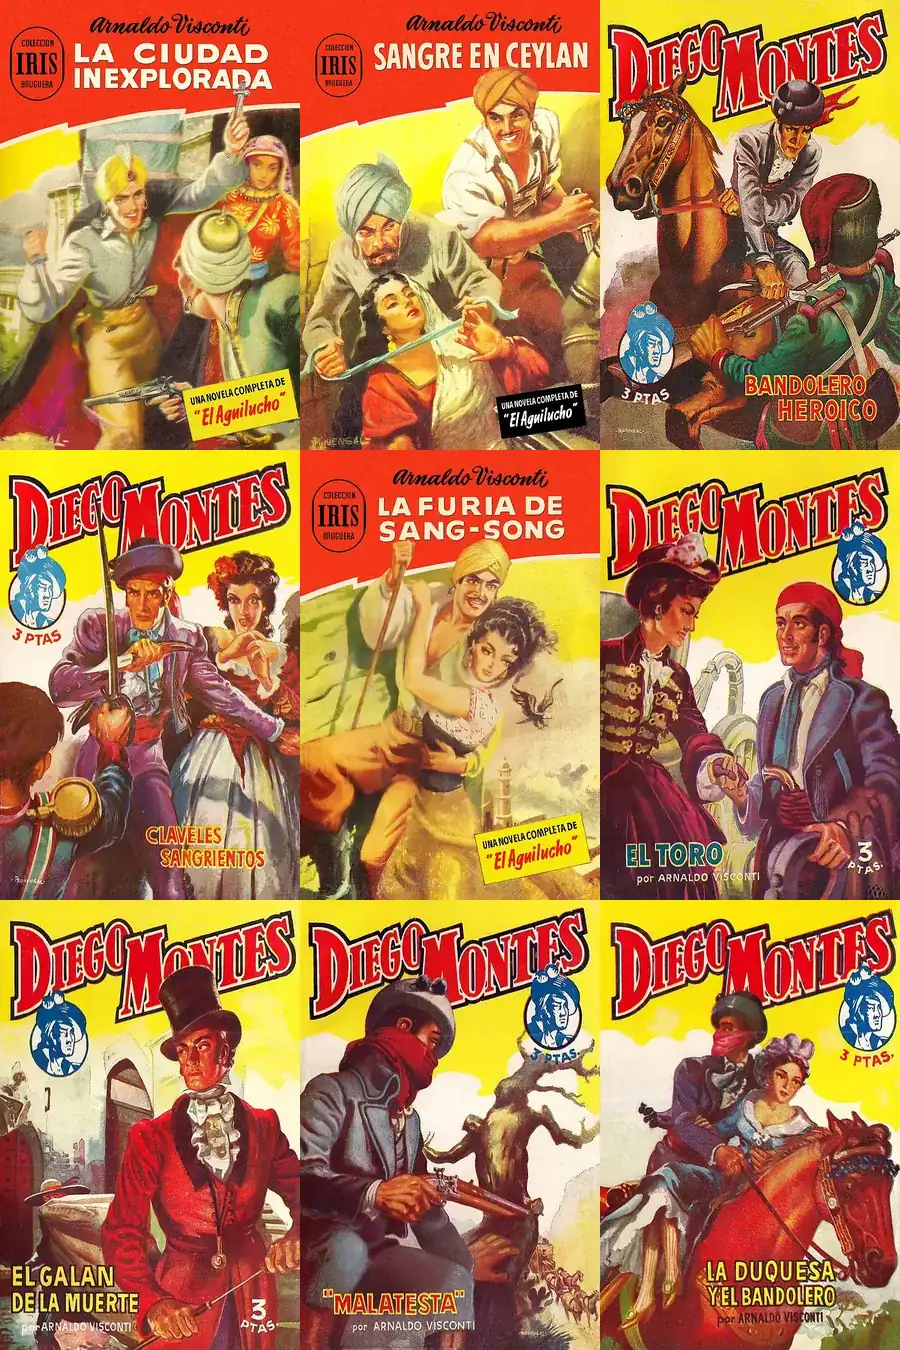 Arnaldo Visconti
COLECCION
IRIS
BRUGUERA
LA CIUDAD
INEXPLORADA
UNA NOVELA COMPLETA DE
"El Aguilucho"
Arnaldo Visconti
COLECCION
IRIS
BRUGUERA
SANGRE EN CEYLAN
UNA NOVELA COMPLETA DE
"El Aguilucho"
DIEGO MONTES
3 PTAS
BANDOLERO
HEROICO
DIEGO MONTES
3 PTAS
CLAVELES
SANGRIENTOS
Arnaldo Visconti
COLECCION
IRIS
BRUGUERA
LA FURIA DE
SANG-SONG
UNA NOVELA COMPLETA DE
"El Aguilucho"
DIEGO MONTES
EL TORO
por ARNALDO VISCONTI
3
PTAS.
DIEGO MONTES
EL GALAN
DE LA MUERTE
por ARNALDO VISCONTI
3
PTAS.
DIEGO MONTES
3 PTAS.
"MALATESTA"
por ARNALDO VISCONTI
DIEGO MONTES
3 PTAS.
LA DUQUESA
Y EL BANDOLERO
por ARNALDO VISCONTI